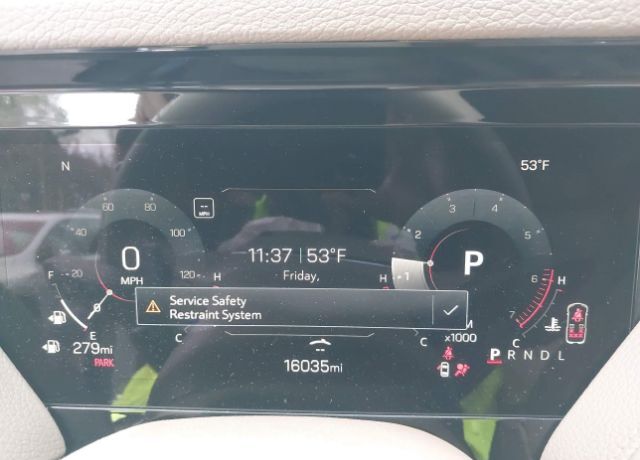 N
53°F
60 80
40 100
20 120
0
MPH
--
MPH
11:37 | 53°F
Friday,
3 4
2 5
1 6
7
P
F
E
H
H
H
C
C
C
Service Safety
Restraint System
279mi
PARK
16035mi
M
x1000
P R N D L